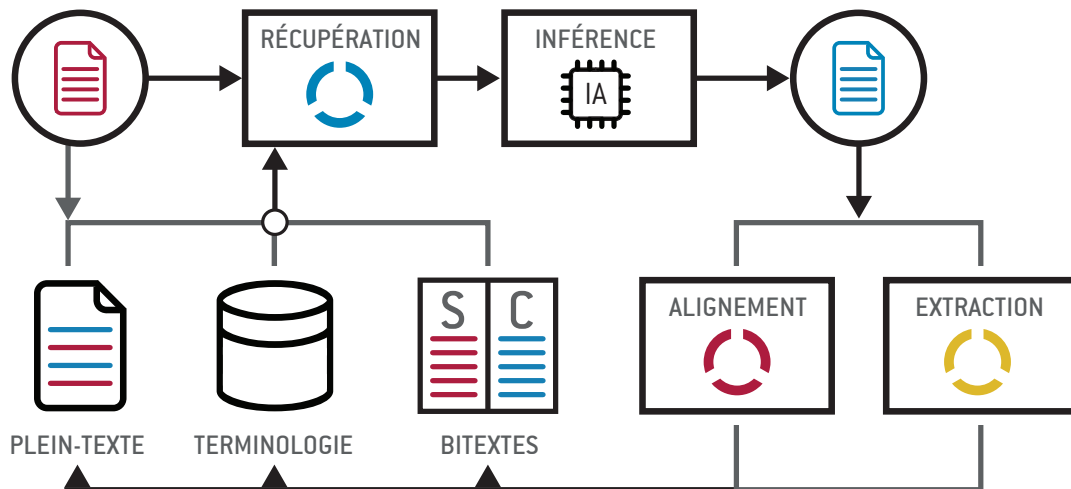 RÉCUPÉRATION
INFÉRENCE
IA
S C
ALIGNEMENT
EXTRACTION
PLEIN-TEXTE
TERMINOLOGIE
BITEXTES